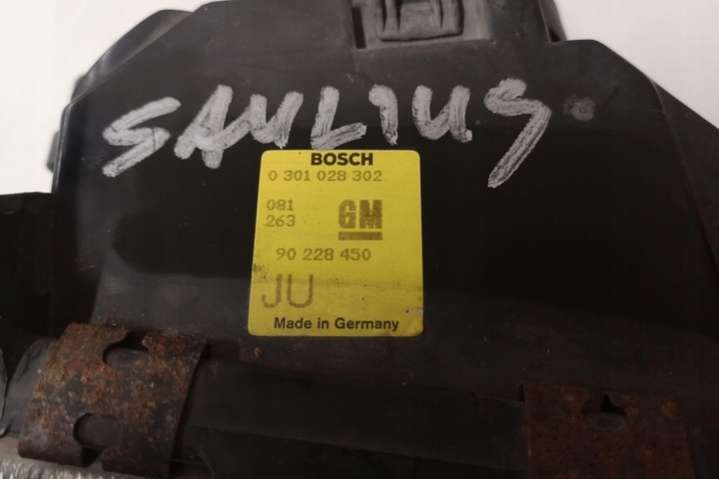 SAULIUS
BOSCH
0 301 028 302
081
263 GM
90 228 450
JU
Made in Germany